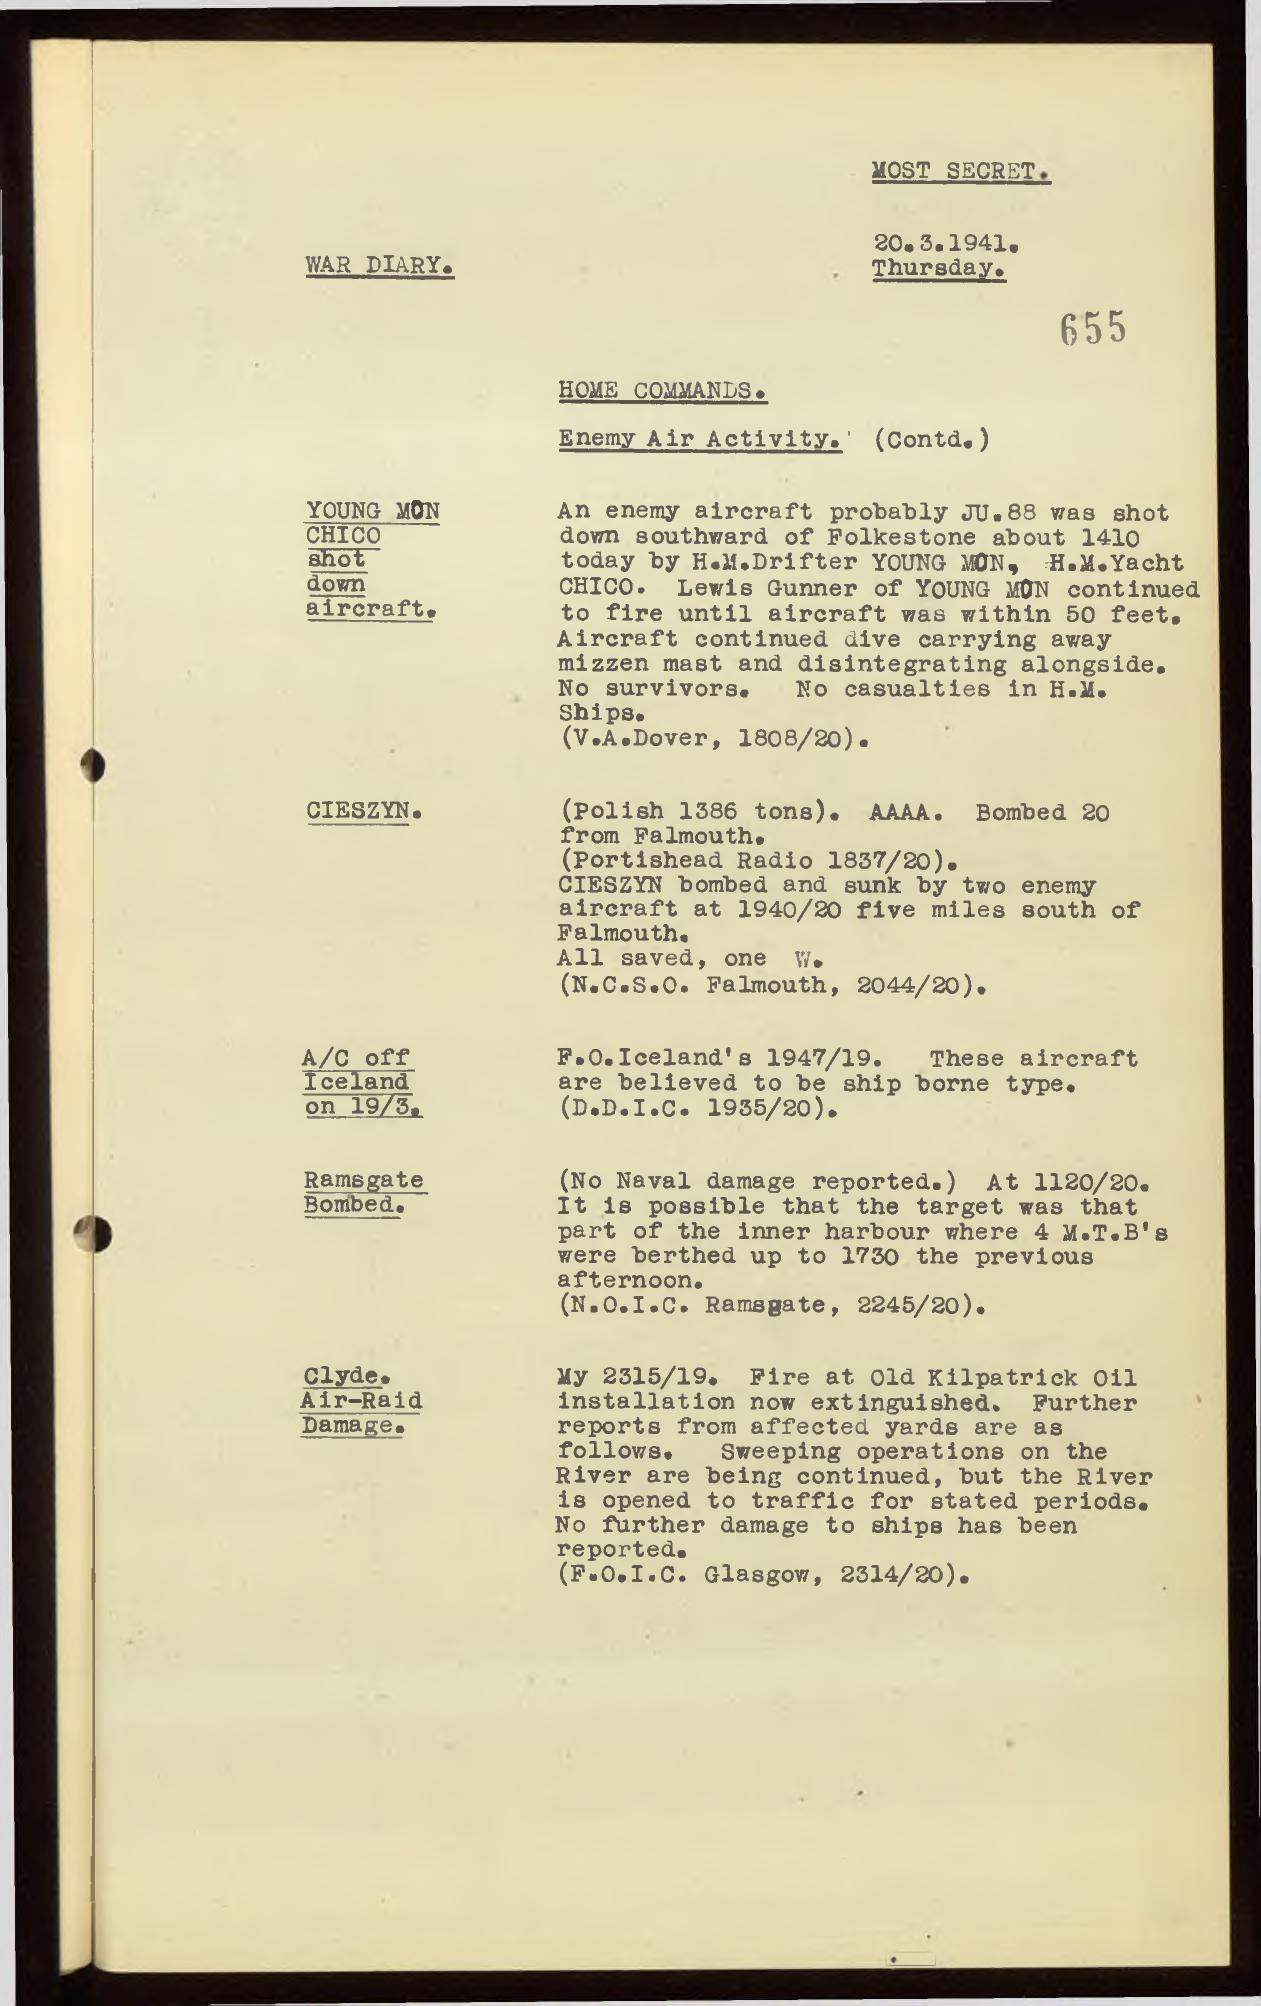 MOST SECRET.
20.3.1941.
WAR DIARY.
Thursday.
655
HOME COMMANDS.
Enemy Air Activity. (Contd.)
YOUNG MON
CHICO
shot
down
aircraft.
An enemy aircraft probably JU.88 was shot
down southward of Folkestone about 1410
today by H.M.Drifter YOUNG MON, H.M.Yacht
CHICO. Lewis Gunner of YOUNG MON continued
to fire until aircraft was within 50 feet.
Aircraft continued dive carrying away
mizzen mast and disintegrating alongside.
No survivors. No casualties in H.M.
Ships.
(V.A.Dover, 1808/20).
CIESZYN.
(Polish 1386 tons). AAAA. Bombed 20
from Falmouth.
(Portishead Radio 1837/20).
CIESZYN bombed and sunk by two enemy
aircraft at 1940/20 five miles south of
Falmouth.
All saved, one W.
(N.C.S.O. Falmouth, 2044/20).
A/C off
Iceland
on 19/3.
F.O.Iceland's 1947/19. These aircraft
are believed to be ship borne type.
(D.D.I.C. 1935/20).
Ramsgate
Bombed.
(No Naval damage reported.) At 1120/20.
It is possible that the target was that
part of the inner harbour where 4 M.T.B's
were berthed up to 1730 the previous
afternoon.
(N.O.I.C. Ramsgate, 2245/20).
Clyde.
Air-Raid
Damage.
My 2315/19. Fire at Old Kilpatrick Oil
installation now extinguished. Further
reports from affected yards are as
follows. Sweeping operations on the
River are being continued, but the River
is opened to traffic for stated periods.
No further damage to ships has been
reported.
(F.O.I.C. Glasgow, 2314/20).